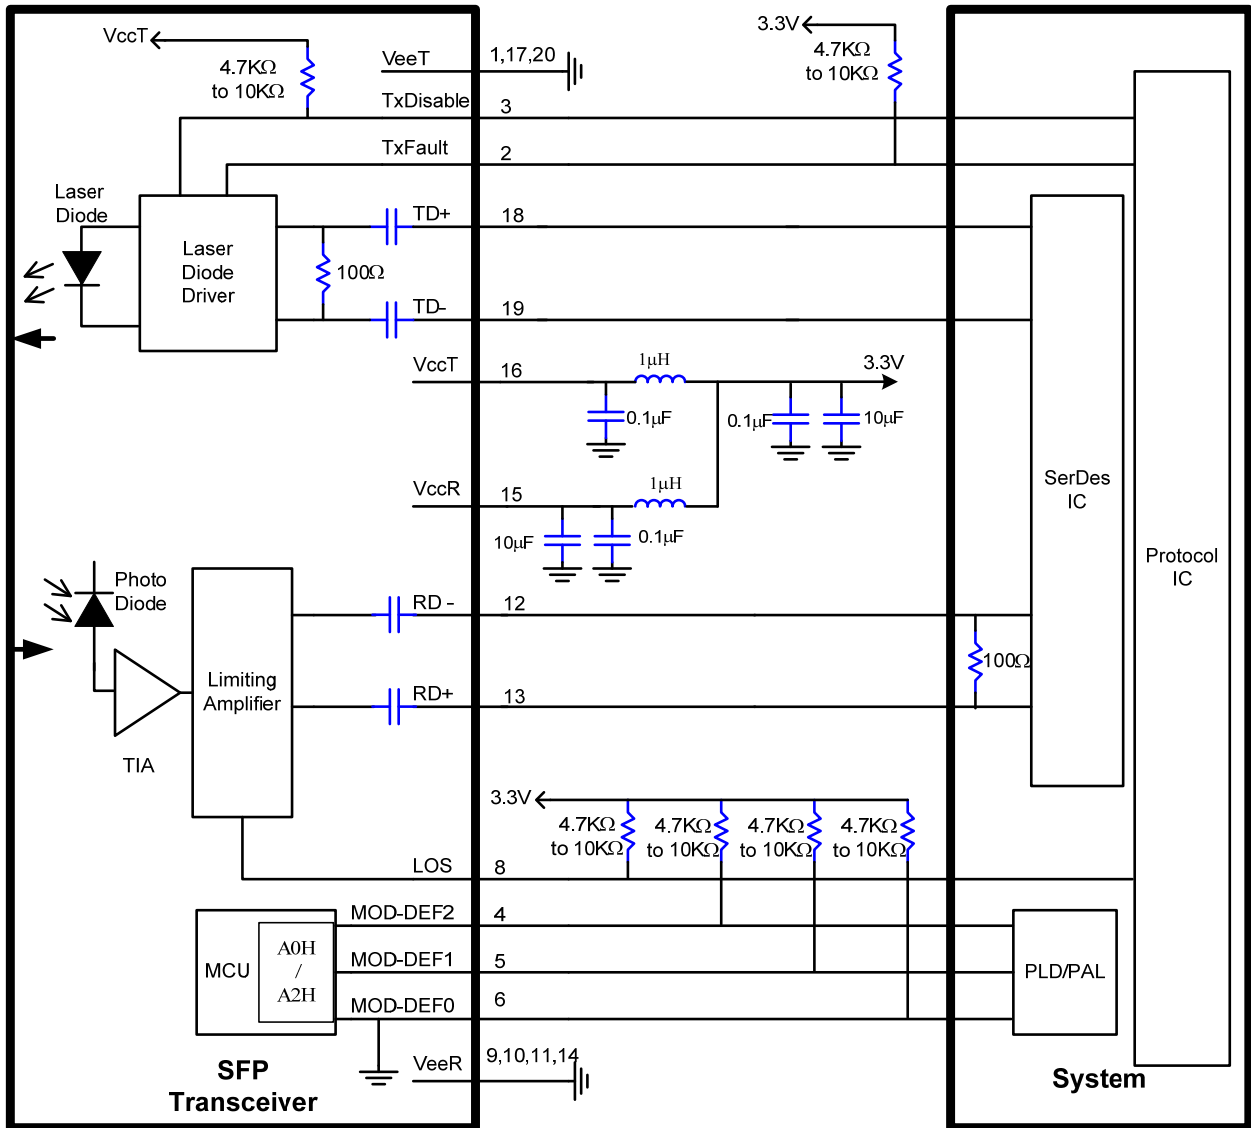 VccT
4.7KΩ
to 10KΩ
VeeT
1,17,20
3.3V
4.7KΩ
to 10KΩ
TxDisable
3
TxFault
2
Laser
Diode
Laser
Diode
Driver
TD+
18
100Ω
TD-
19
VccT
16
1µH
3.3V
0.1µF
0.1µF
10µF
VccR
15
1µH
10µF
0.1µF
SerDes
IC
Protocol
IC
Photo
Diode
RD -
12
Limiting
Amplifier
RD+
13
100Ω
TIA
3.3V
4.7KΩ
to 10KΩ
4.7KΩ
to 10KΩ
4.7KΩ
to 10KΩ
4.7KΩ
to 10KΩ
LOS
8
MOD-DEF2
4
MCU
A0H
/
A2H
MOD-DEF1
5
PLD/PAL
MOD-DEF0
6
VeeR
9,10,11,14
SFP
Transceiver
System